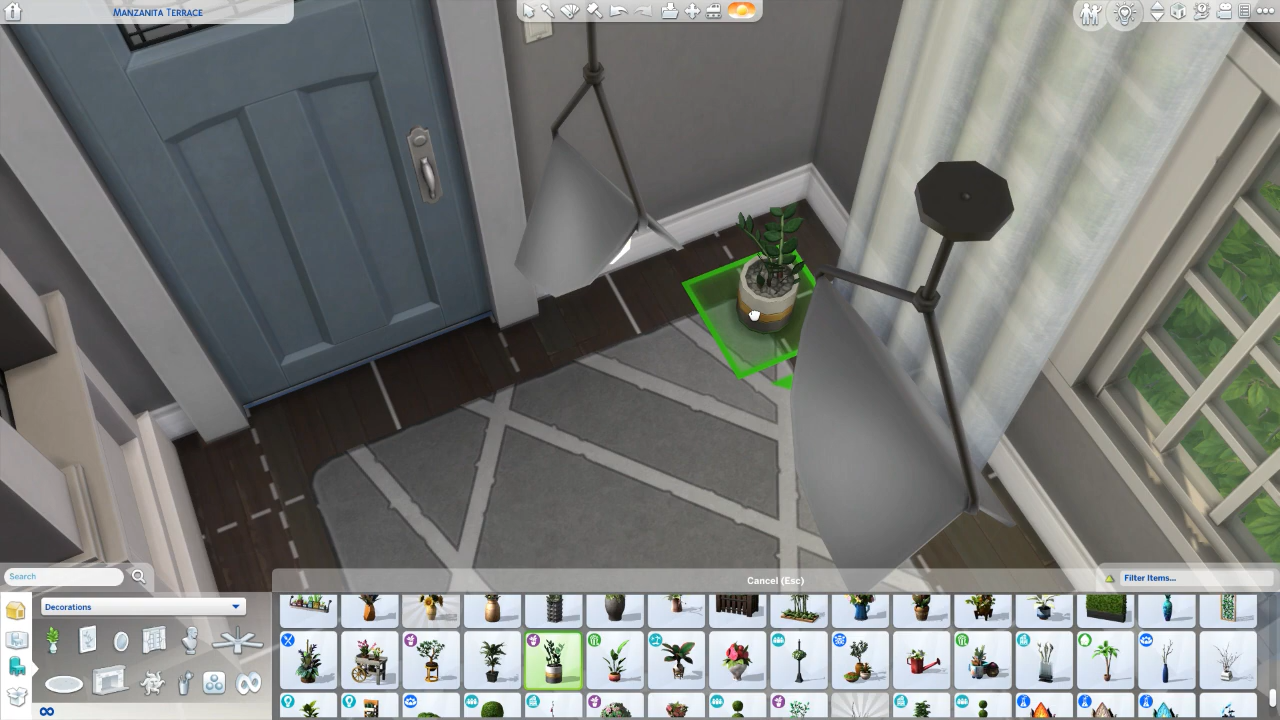 Manzanita Terrace
Cancel (Esc)
Search
Filter Items...
Decorations